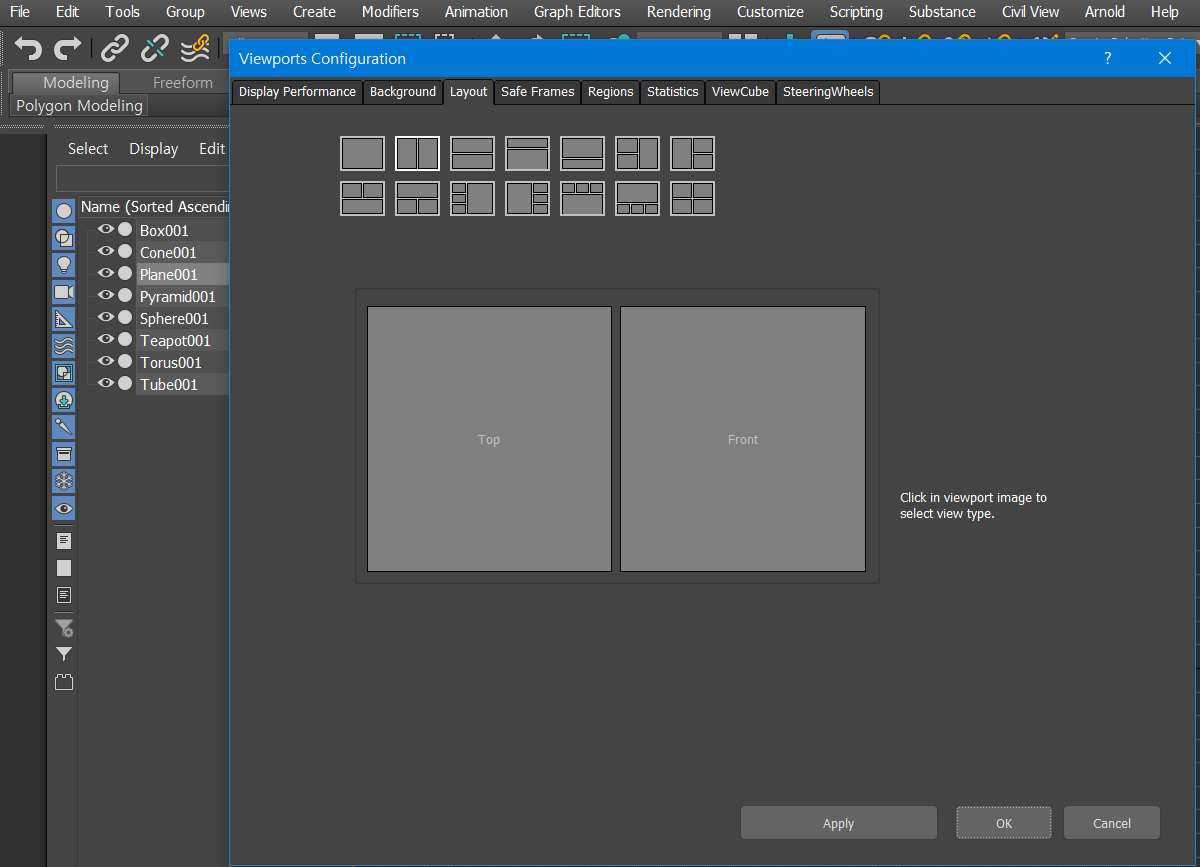 File Edit Tools Group Views Create Modifiers Animation Graph Editors Rendering Customize Scripting Substance Civil View Arnold Help
Viewports Configuration ?
Modeling Freeform
Polygon Modeling
Display Performance Background Layout Safe Frames Regions Statistics ViewCube SteeringWheels
Select Display Edit
Name (Sorted Ascendi
Box001
Cone001
Plane001
Pyramid001
Sphere001
Teapot001
Torus001
Tube001
Top Front
Click in viewport image to
select view type.
Apply OK Cancel